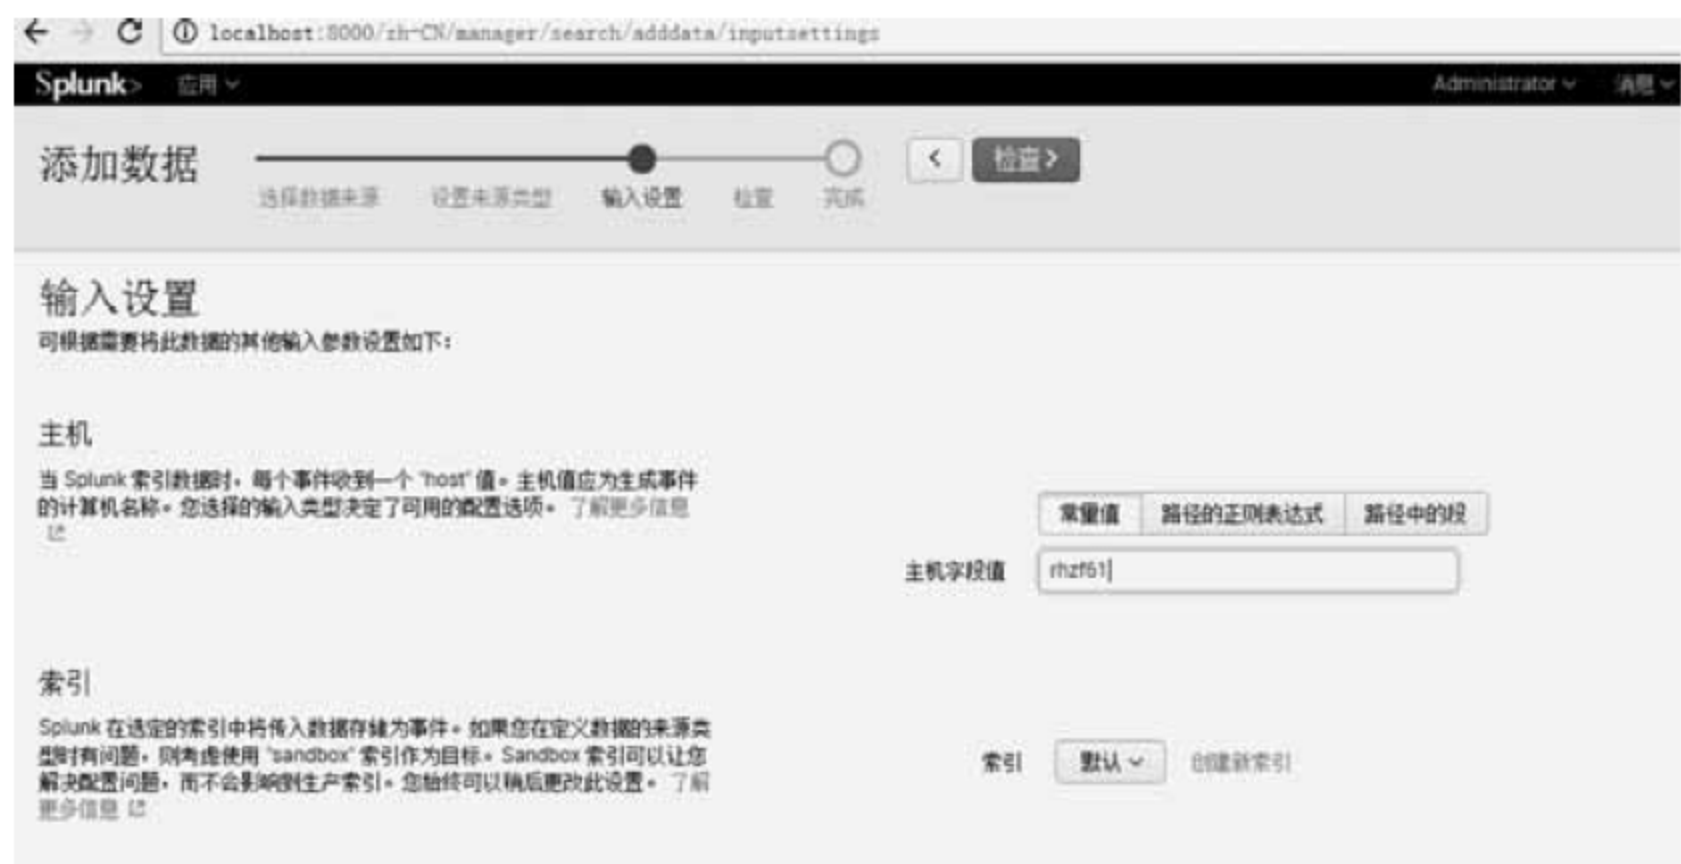 localhost:8000/zh-CN/manager/search/adddata/inputsettings
Splunk> 应用 Administrator 消息
添加数据
检查
选择数据来源 设置来源类型 输入设置 检查 完成
输入设置
可根据需要将此数据的其他输入参数设置如下：
主机
当 Splunk 索引数据时，每个事件收到一个 "host" 值。主机值应为生成事件
的计算机名称。您选择的输入类型决定了可用的配置选项。 了解更多信息
常量值 路径的正则表达式 路径中的段
主机字段值 rhzf61
索引
Splunk 在选定的索引中将传入数据存储为事件。如果您在定义数据的来源类
型时有问题，则考虑使用 "sandbox" 索引作为目标。Sandbox 索引可以让您
解决配置问题，而不会影响到生产索引。您始终可以稍后更改此设置。 了解
更多信息
索引 默认 创建新索引